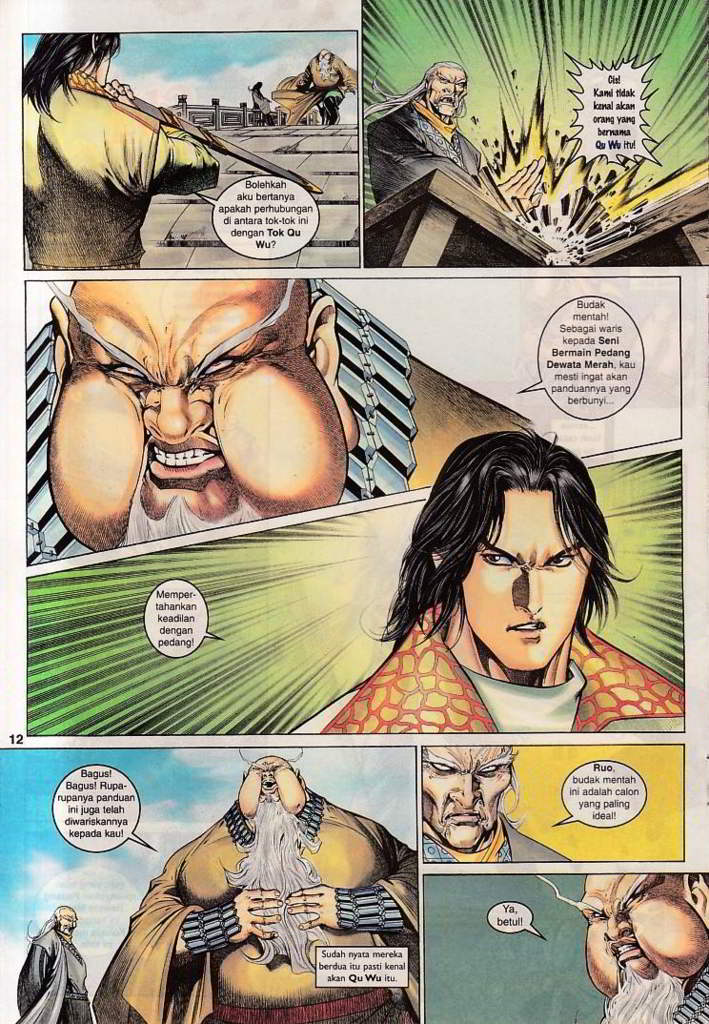 Bolehkah
aku bertanya
apakah perhubungan
di antara tok-tok ini
dengan Tok Qu
Wu?
Cis!
Kami tidak
kenal akan
orang yang
bernama
Qu Wu itu!
Budak
mentah!
Sebagai waris
kepada Seni
Bermain Pedang
Dewata Merah, kau
mesti ingat akan
panduannya yang
berbunyi...
Memper-
tahankan
keadilan
dengan
pedang!
12
Bagus!
Bagus! Rupa-
rupanya panduan
ini juga telah
diwariskannya
kepada kau!
Sudah nyata mereka
berdua itu pasti kenal
akan Qu Wu itu.
Ruo,
budak mentah
ini adalah calon
yang paling
ideal!
Ya,
betul!